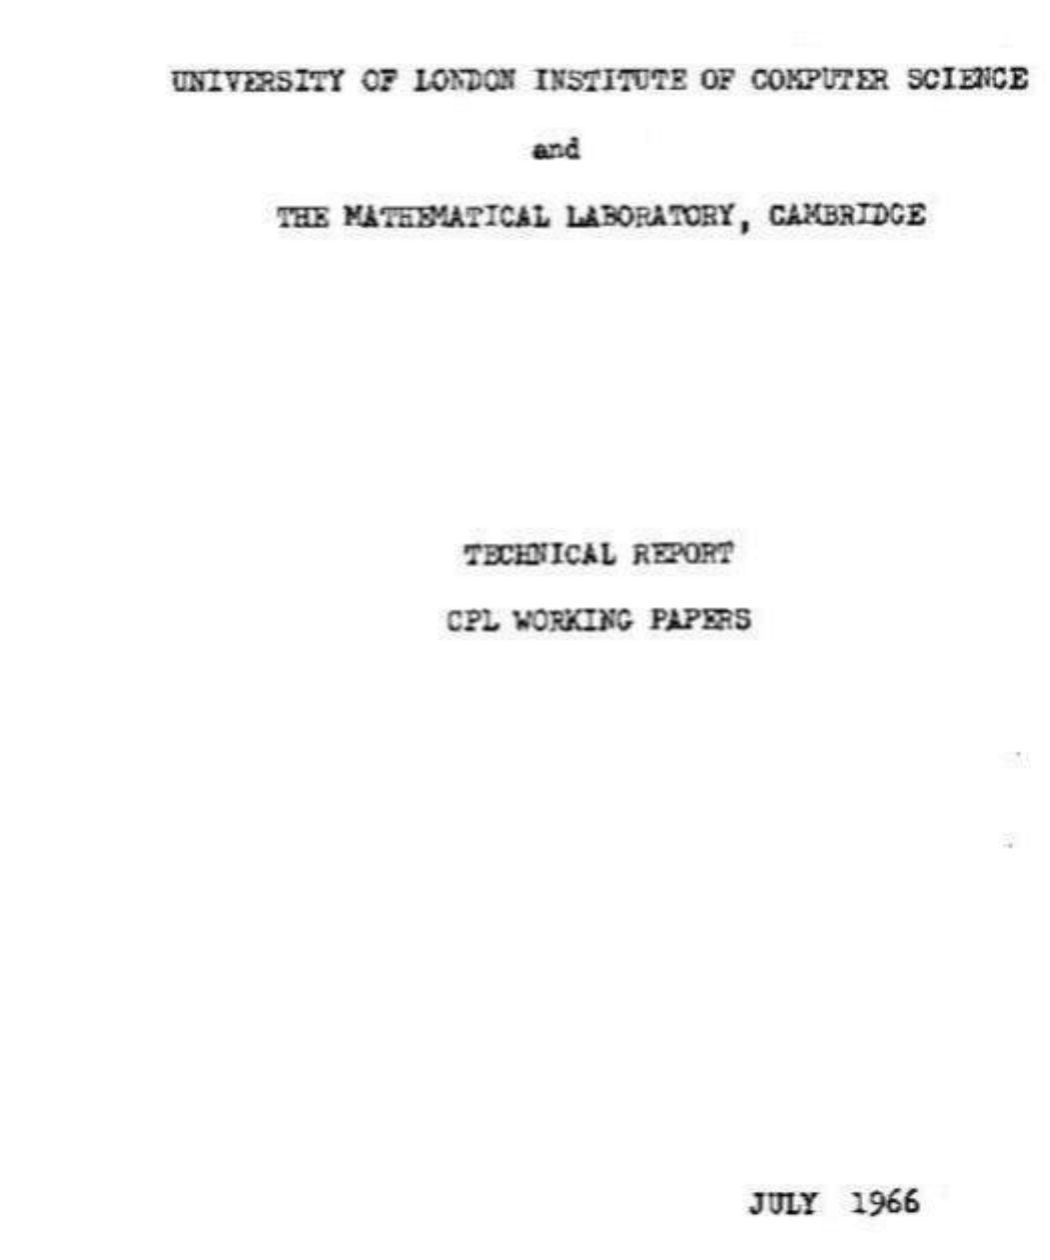 UNIVERSITY OF LONDON INSTITUTE OF COMPUTER SCIENCE
and
THE MATHEMATICAL LABORATORY, CAMBRIDGE
TECHNICAL REPORT
CPL WORKING PAPERS
JULY 1966